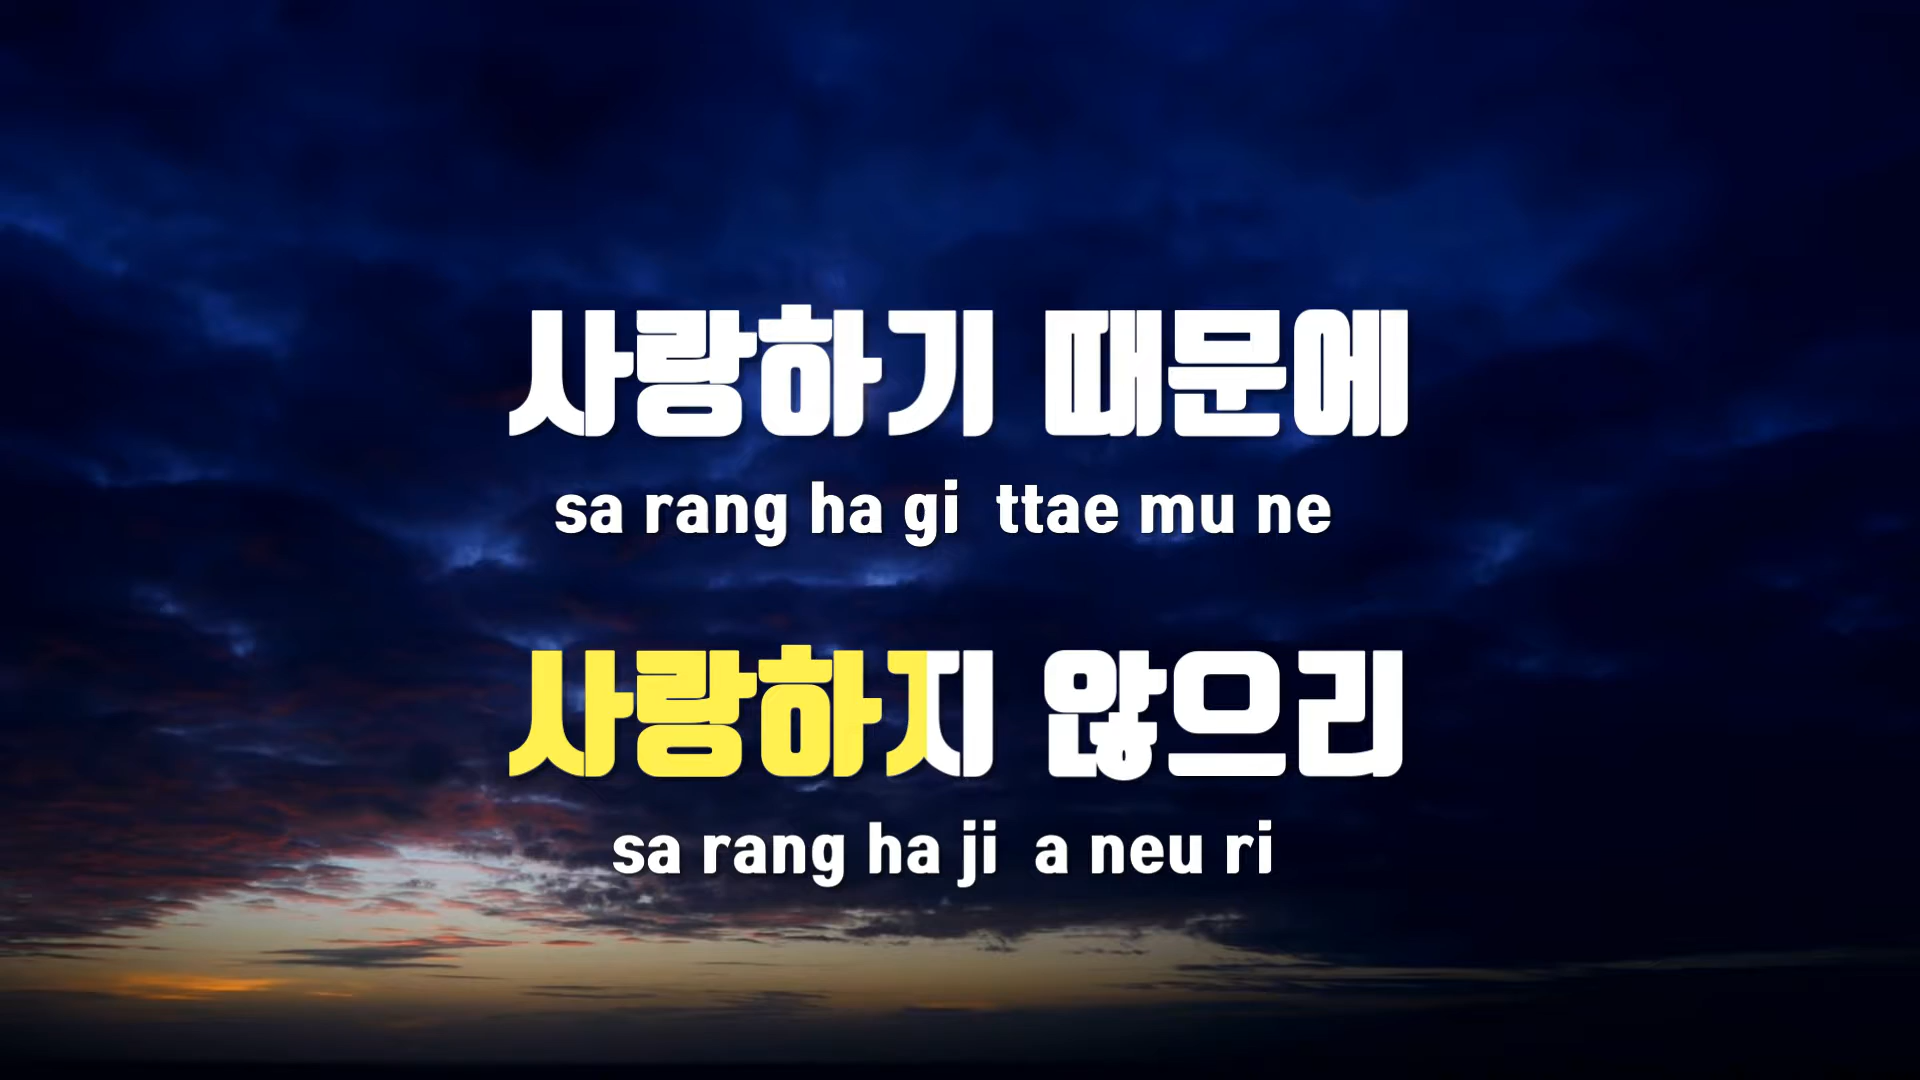 사랑하기 때문에
sa rang ha gi ttae mu ne
사랑하지 않으리
sa rang ha ji a neu ri